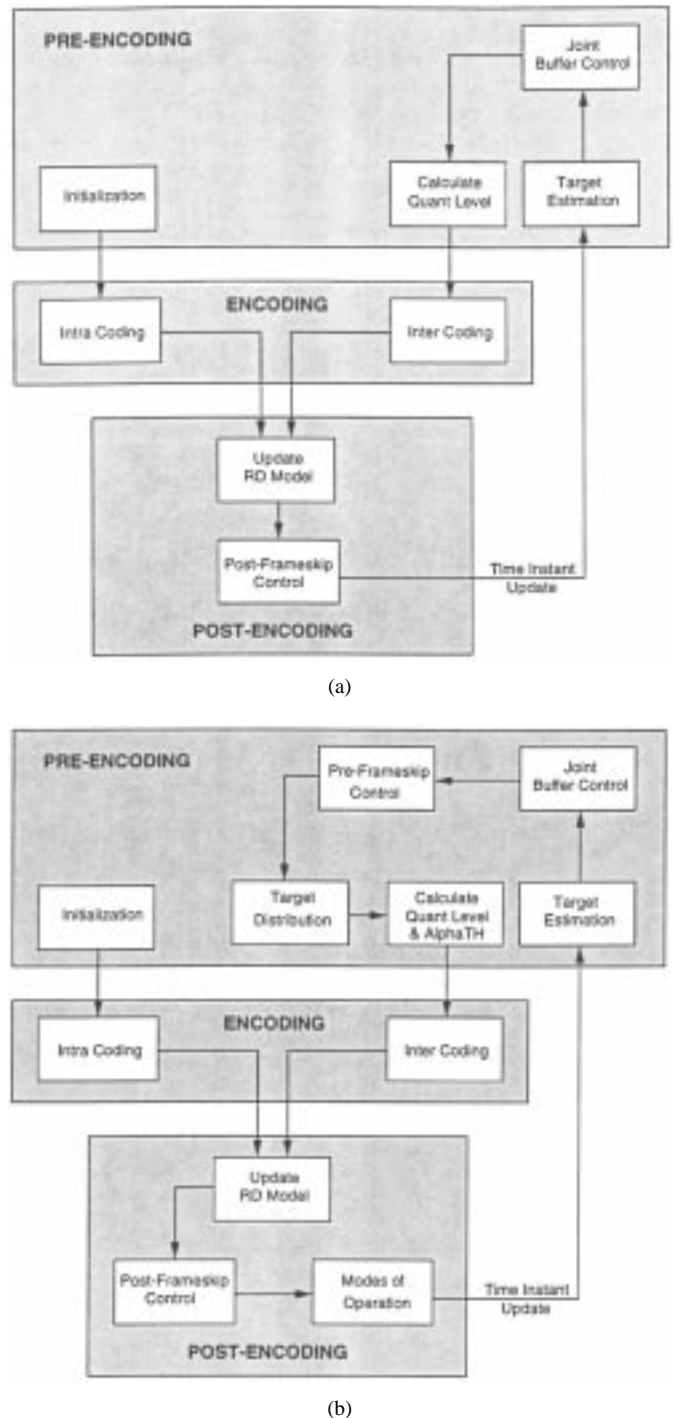 PRE-ENCODING
Joint
Buffer Control
Initialization
Calculate
Quant Level
Target
Estimation
ENCODING
Intra Coding
Inter Coding
Update
RD Model
Post-Frameskip
Control
Time Instant
Update
POST-ENCODING
(a)
PRE-ENCODING
Pre-Frameskip
Control
Joint
Buffer Control
Initialization
Target
Distribution
Calculate
Quant Level
& AlphaTH
Target
Estimation
ENCODING
Intra Coding
Inter Coding
Update
RD Model
Post-Frameskip
Control
Modes of
Operation
Time Instant
Update
POST-ENCODING
(b)